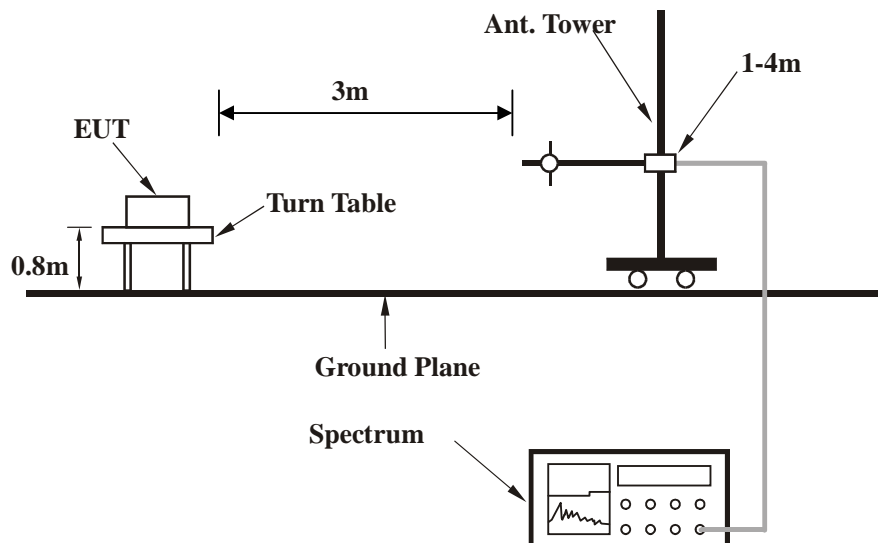 Ant. Tower
1-4m
3m
EUT
Turn Table
0.8m
Ground Plane
Spectrum